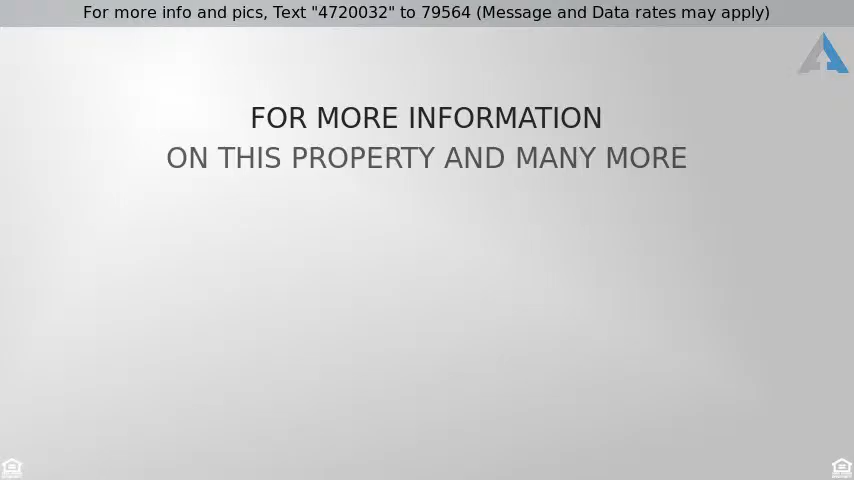 For more info and pics, Text "4720032" to 79564 (Message and Data rates may apply)
FOR MORE INFORMATION
ON THIS PROPERTY AND MANY MORE